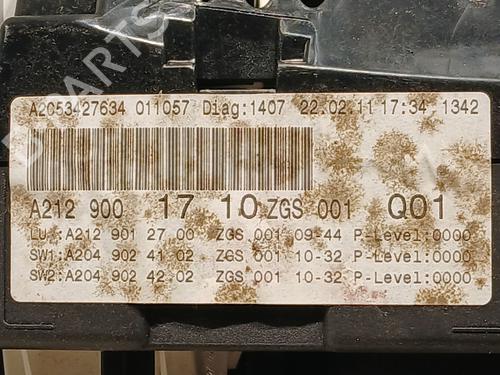 A2C53427634 011057 Diag:1407 22.02.11 17:34 1342
A212 900 17 10 ZGS 001 Q01
LU :A212 901 27 00 ZGS 001 09-44 P-Level:0000
SW1:A204 902 41 02 ZGS 001 10-32 P-Level:0000
SW2:A204 902 42 02 ZGS 001 10-32 P-Level:0000